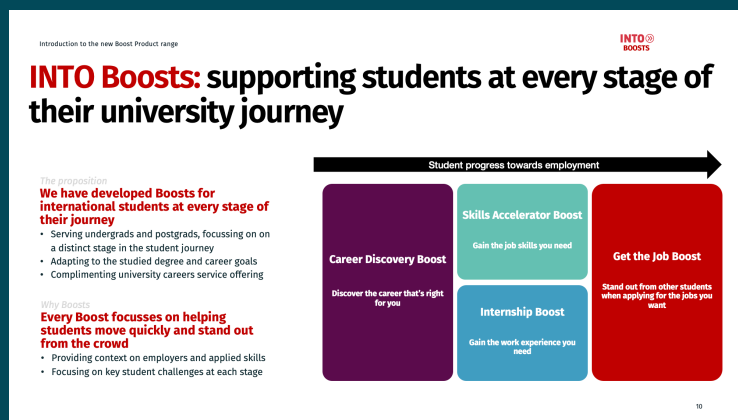 Introduction to the new Boost Product range
INTO
BOOSTS
INTO Boosts: supporting students at every stage of
their university journey
The proposition
We have developed Boosts for
international students at every stage of
their journey
• Serving undergrads and postgrads, focussing on on
a distinct stage in the student journey
• Adapting to the studied degree and career goals
• Complimenting university careers service offering
Why Boosts
Every Boost focusses on helping
students move quickly and stand out
from the crowd
• Providing context on employers and applied skills
• Focusing on key student challenges at each stage
Student progress towards employment
Career Discovery Boost
Discover the career that's right
for you
Skills Accelerator Boost
Gain the job skills you need
Internship Boost
Gain the work experience you
need
Get the Job Boost
Stand out from other students
when applying for the jobs you
want
10